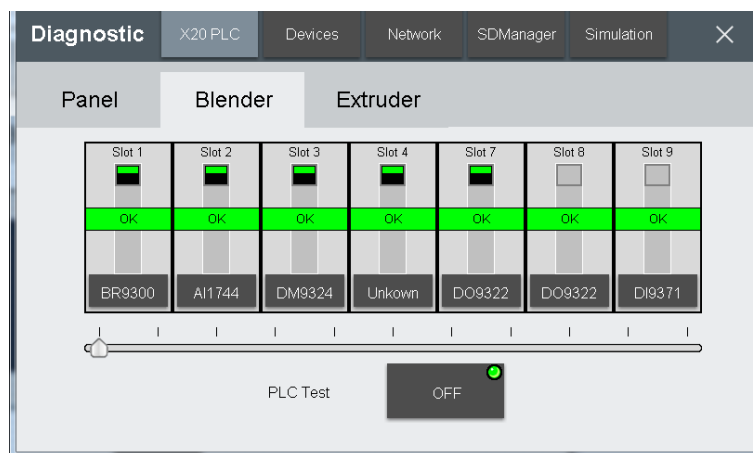 Diagnostic X20 PLC Devices Network SDManager Simulation
Panel Blender Extruder
Slot 1 Slot 2 Slot 3 Slot 4 Slot 7 Slot 8 Slot 9
OK OK OK OK OK OK OK
BR9300 AI1744 DM9324 Unkown DO9322 DO9322 DI9371
PLC Test OFF